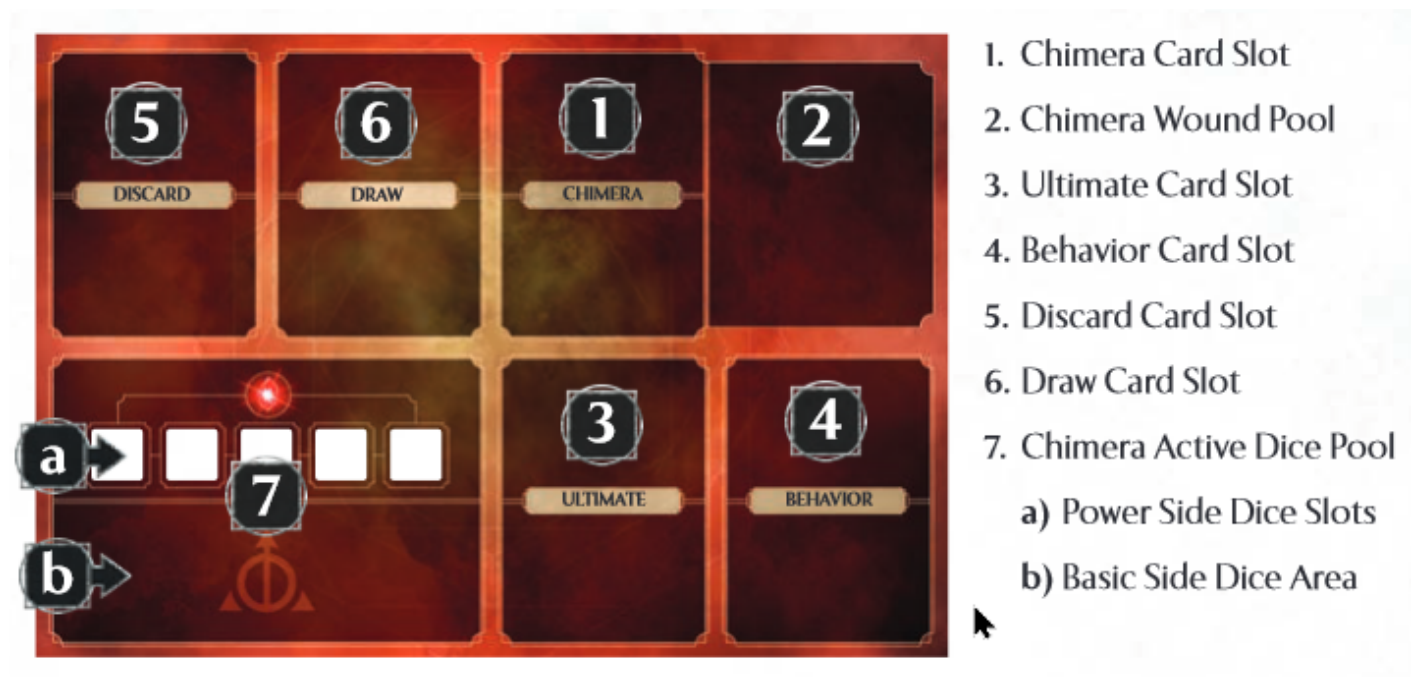 5
6
1
2
DISCARD
DRAW
CHIMERA
a
7
3
4
ULTIMATE
BEHAVIOR
b
1. Chimera Card Slot
2. Chimera Wound Pool
3. Ultimate Card Slot
4. Behavior Card Slot
5. Discard Card Slot
6. Draw Card Slot
7. Chimera Active Dice Pool
a) Power Side Dice Slots
b) Basic Side Dice Area